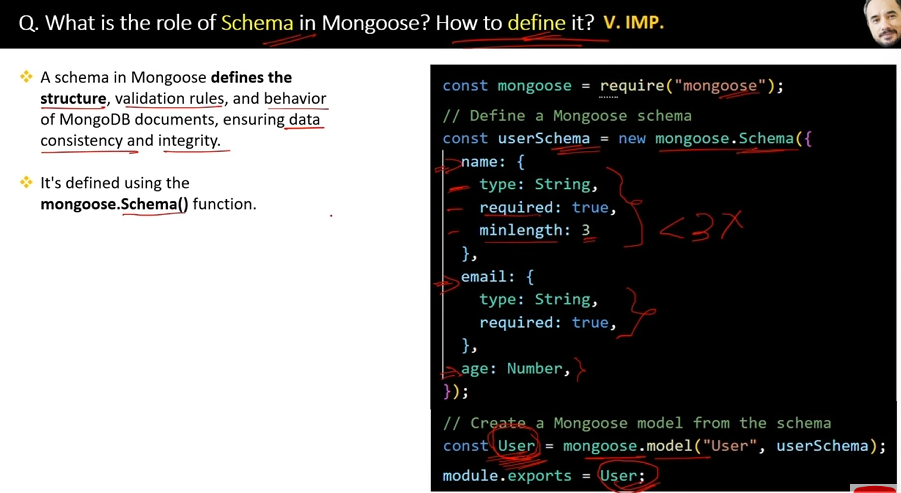 Q. What is the role of Schema in Mongoose? How to define it? V. IMP.
A schema in Mongoose defines the
structure, validation rules, and behavior
of MongoDB documents, ensuring data
consistency and integrity.
It's defined using the
mongoose.Schema() function.
const mongoose = require("mongoose");
// Define a Mongoose schema
const userSchema = new mongoose.Schema({
name: {
type: String,
required: true,
minlength: 3
},
email: {
type: String,
required: true,
},
age: Number,
});
// Create a Mongoose model from the schema
const User = mongoose.model("User", userSchema);
module.exports = User;
<3X